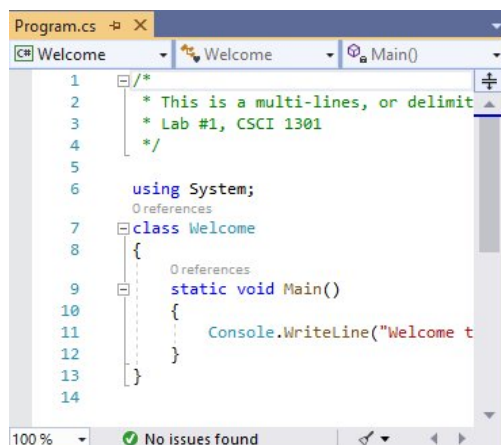 Program.cs
C# Welcome Welcome Main()
1 /*
2 * This is a multi-lines, or delimit
3 * Lab #1, CSCI 1301
4 */
5
6 using System;
0 references
7 class Welcome
8 {
0 references
9 static void Main()
10 {
11 Console.WriteLine("Welcome t
12 }
13 }
14
100 % No issues found